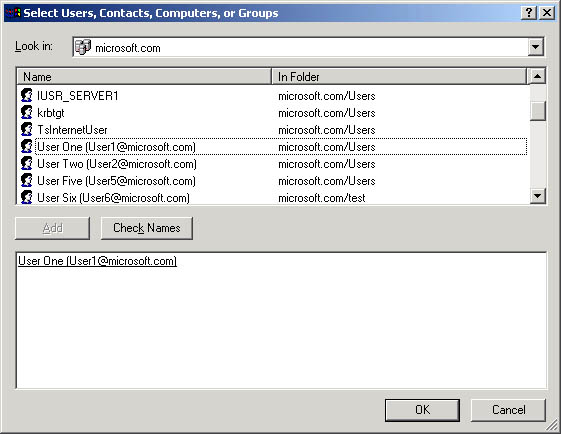 Select Users, Contacts, Computers, or Groups
Look in: microsoft.com
Name In Folder
IUSR_SERVER1 microsoft.com/Users
krbtgt microsoft.com/Users
TsInternetUser microsoft.com/Users
User One (User1@microsoft.com) microsoft.com/Users
User Two (User2@microsoft.com) microsoft.com/Users
User Five (User5@microsoft.com) microsoft.com/Users
User Six (User6@microsoft.com) microsoft.com/test
Add Check Names
User One (User1@microsoft.com)
OK Cancel